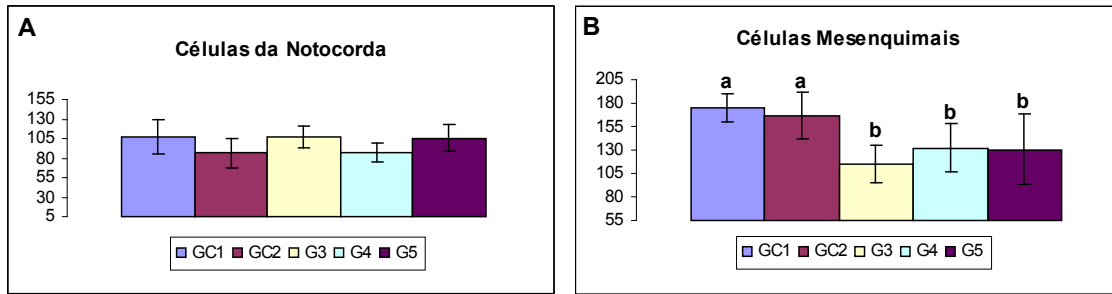 A
Células da Notocorda
155
130
105
80
55
30
5
GC1 GC2 G3 G4 G5
B
Células Mesenquimais
205
180
155
130
105
80
55
a a b b b
GC1 GC2 G3 G4 G5